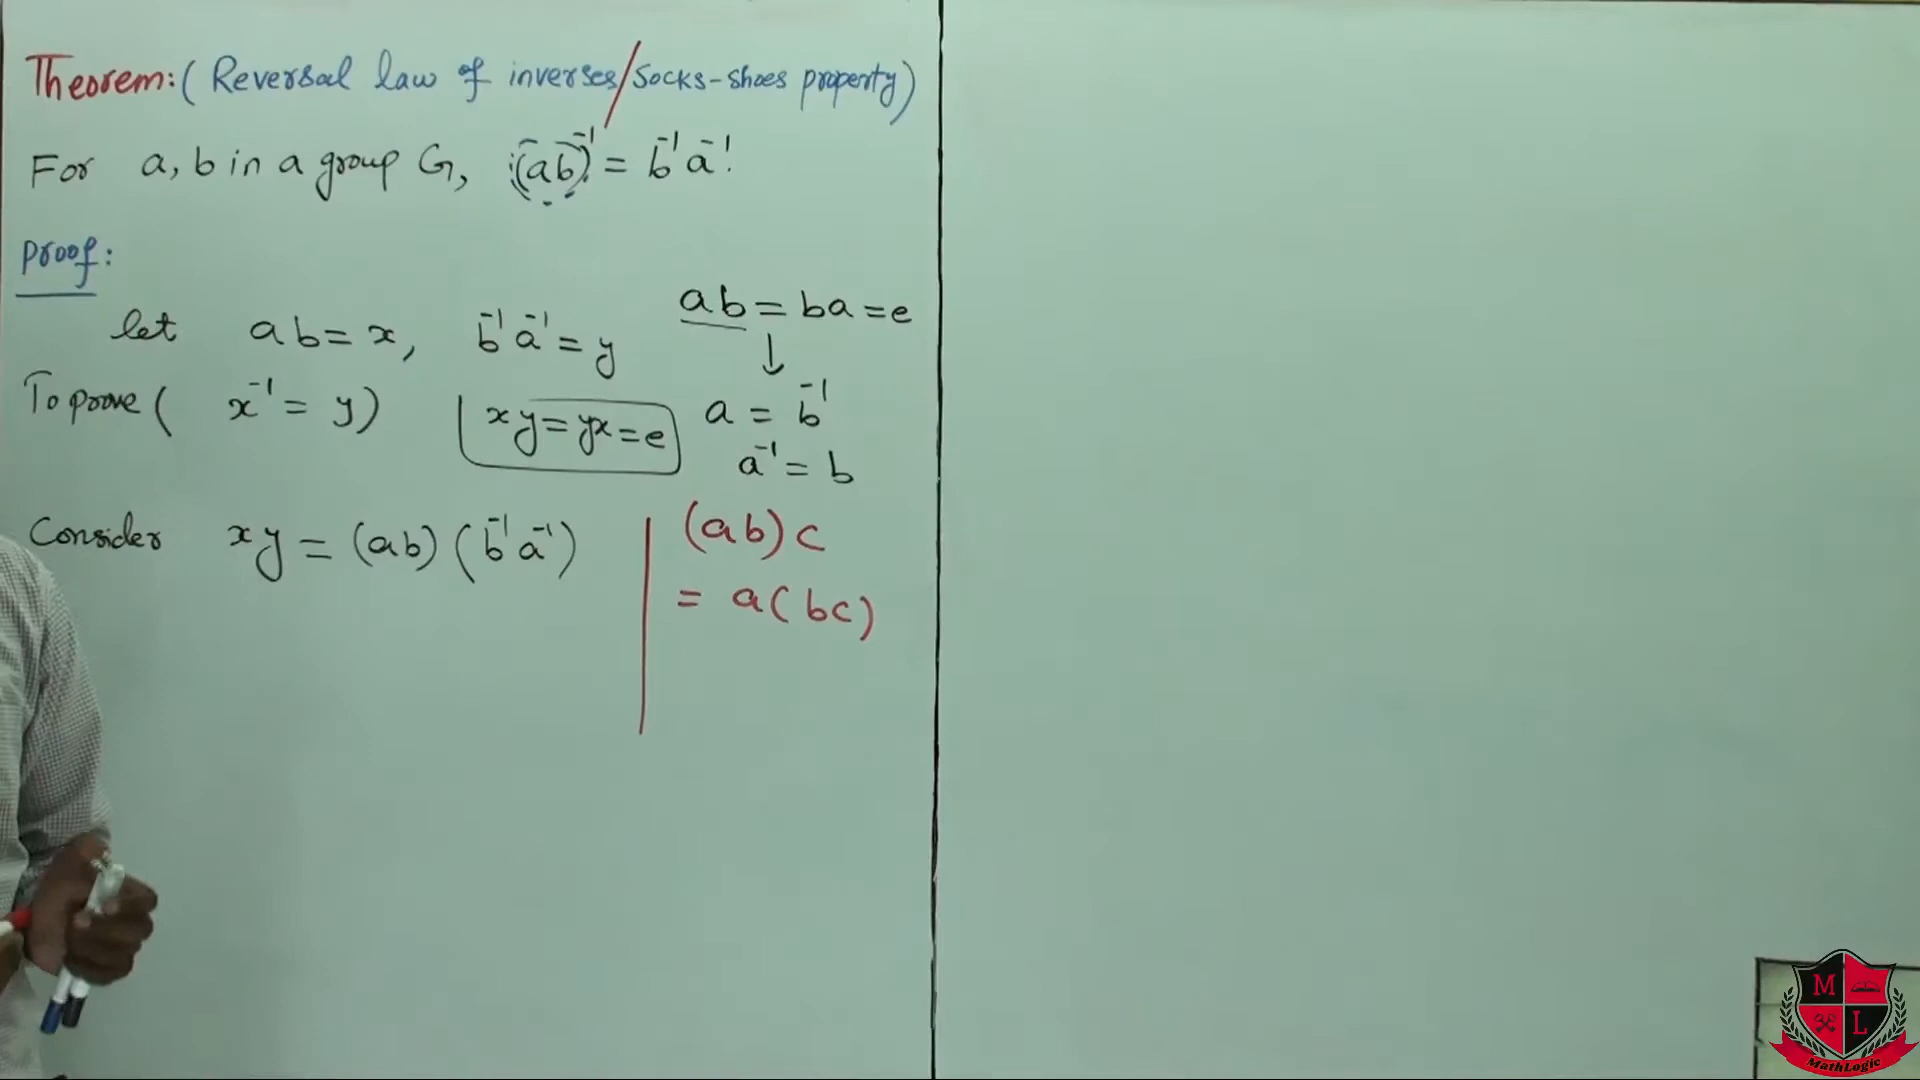 Theorem: (Reversal law of inverses/Socks-shoes property)
For a, b in a group G, (ab)⁻¹ = b⁻¹a⁻¹.
Proof:
let ab = x, b⁻¹a⁻¹ = y
ab = ba = e
↓
To prove ( x⁻¹ = y)
xy = yx = e
a = b⁻¹
a⁻¹ = b
Consider xy = (ab)(b⁻¹a⁻¹)
(ab)c
= a(bc)
M
L
MathLogic